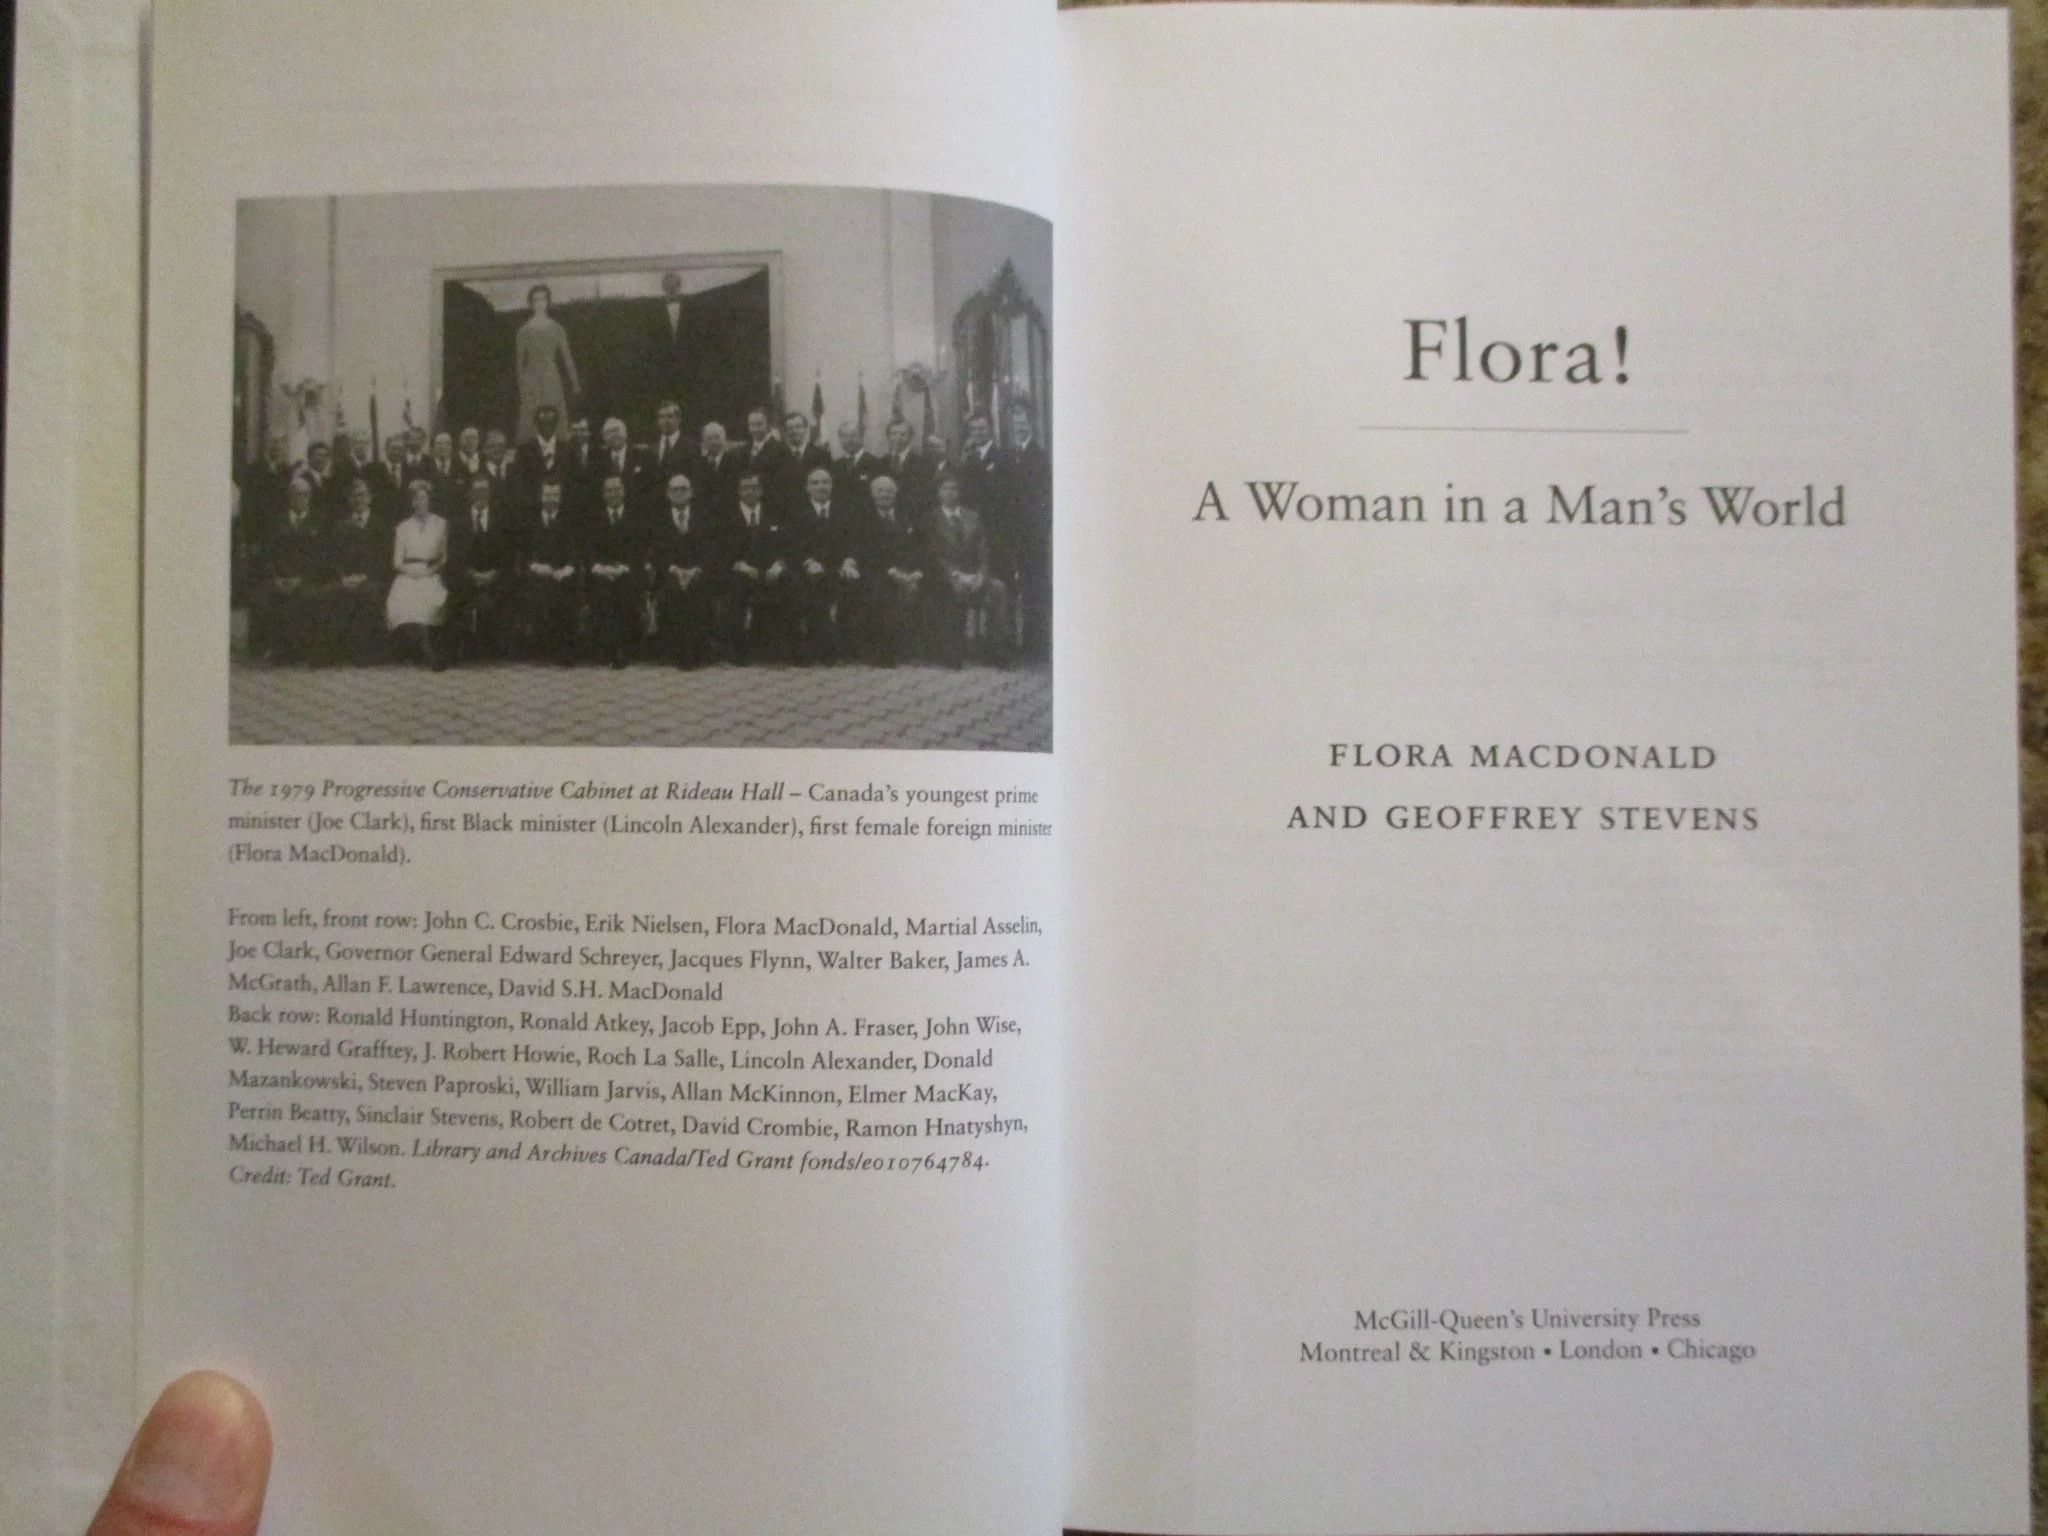 The 1979 Progressive Conservative Cabinet at Rideau Hall – Canada's youngest prime
minister (Joe Clark), first Black minister (Lincoln Alexander), first female foreign minister
(Flora MacDonald).
From left, front row: John C. Crosbie, Erik Nielsen, Flora MacDonald, Martial Asselin,
Joe Clark, Governor General Edward Schreyer, Jacques Flynn, Walter Baker, James A.
McGrath, Allan F. Lawrence, David S.H. MacDonald
Back row: Ronald Huntington, Ronald Atkey, Jacob Epp, John A. Fraser, John Wise,
W. Heward Grafftey, J. Robert Howie, Roch La Salle, Lincoln Alexander, Donald
Mazankowski, Steven Paproski, William Jarvis, Allan McKinnon, Elmer MacKay,
Perrin Beatty, Sinclair Stevens, Robert de Cotret, David Crombie, Ramon Hnatyshyn,
Michael H. Wilson. Library and Archives Canada/Ted Grant fonds/e010764784.
Credit: Ted Grant.
Flora!
A Woman in a Man's World
FLORA MACDONALD
AND GEOFFREY STEVENS
McGill-Queen's University Press
Montreal & Kingston • London • Chicago